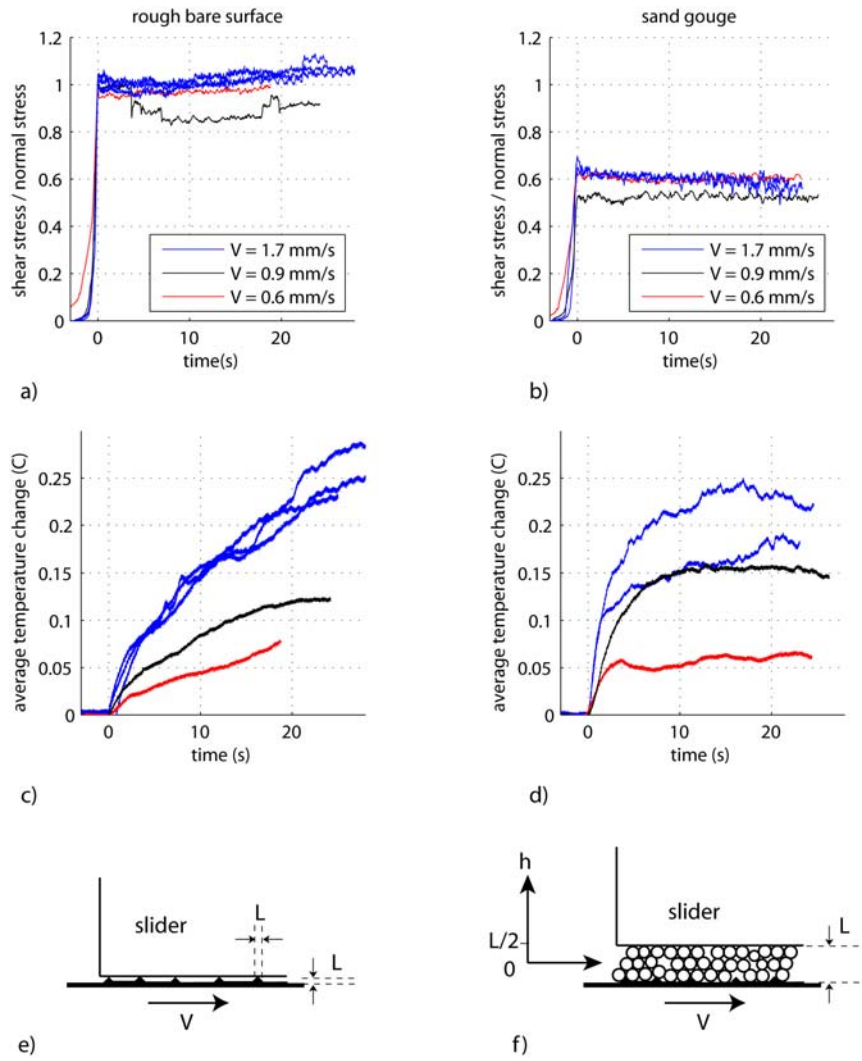 rough bare surface
sand gouge
shear stress / normal stress
1.2
1
0.8
0.6
0.4
0.2
0
V = 1.7 mm/s
V = 0.9 mm/s
V = 0.6 mm/s
0 10 20
time(s)
a)
shear stress / normal stress
1.2
1
0.8
0.6
0.4
0.2
0
V = 1.7 mm/s
V = 0.9 mm/s
V = 0.6 mm/s
0 10 20
time(s)
b)
average temperature change (C)
0.25
0.2
0.15
0.1
0.05
0
0 10 20
time (s)
c)
average temperature change (C)
0.25
0.2
0.15
0.1
0.05
0
0 10 20
time (s)
d)
slider
L
L
V
e)
h
L/2
0
slider
L
V
f)